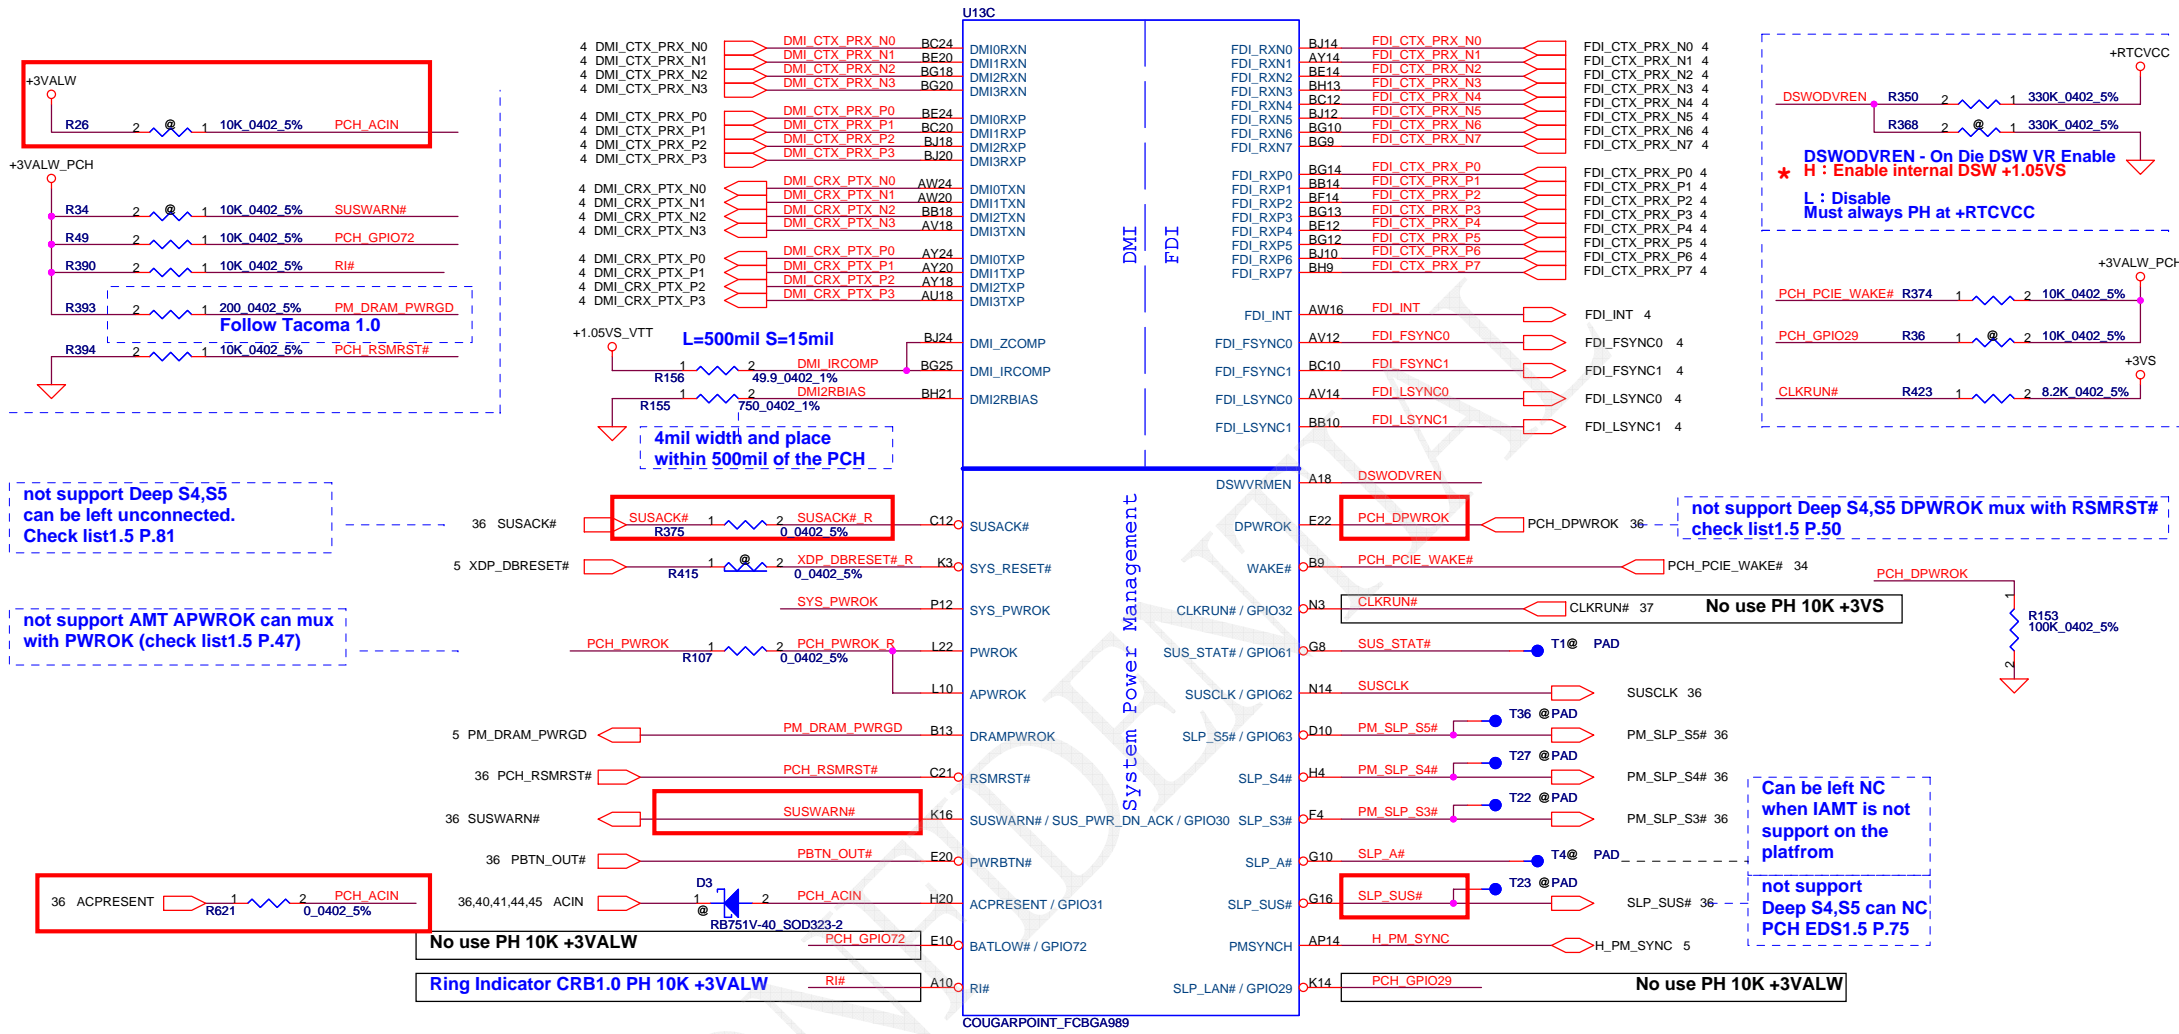 U13C
+3VALW
R26 2 @ 1 10K_0402_5% PCH_ACIN
+3VALW_PCH
R34 2 @ 1 10K_0402_5% SUSWARN#
R49 2 1 10K_0402_5% PCH_GPIO72
R390 2 1 10K_0402_5% RI#
R393 2 1 200_0402_5% PM_DRAM_PWRGD
Follow Tacoma 1.0
R394 2 1 10K_0402_5% PCH_RSMRST#
4 DMI_CTX_PRX_N0 DMI_CTX_PRX_N0 BC24 DMI0RXN
4 DMI_CTX_PRX_N1 DMI_CTX_PRX_N1 BE20 DMI1RXN
4 DMI_CTX_PRX_N2 DMI_CTX_PRX_N2 BG18 DMI2RXN
4 DMI_CTX_PRX_N3 DMI_CTX_PRX_N3 BG20 DMI3RXN
4 DMI_CTX_PRX_P0 DMI_CTX_PRX_P0 BE24 DMI0RXP
4 DMI_CTX_PRX_P1 DMI_CTX_PRX_P1 BC20 DMI1RXP
4 DMI_CTX_PRX_P2 DMI_CTX_PRX_P2 BJ18 DMI2RXP
4 DMI_CTX_PRX_P3 DMI_CTX_PRX_P3 BJ20 DMI3RXP
4 DMI_CRX_PTX_N0 DMI_CRX_PTX_N0 AW24 DMI0TXN
4 DMI_CRX_PTX_N1 DMI_CRX_PTX_N1 AW20 DMI1TXN
4 DMI_CRX_PTX_N2 DMI_CRX_PTX_N2 BB18 DMI2TXN
4 DMI_CRX_PTX_N3 DMI_CRX_PTX_N3 AV18 DMI3TXN
4 DMI_CRX_PTX_P0 DMI_CRX_PTX_P0 AY24 DMI0TXP
4 DMI_CRX_PTX_P1 DMI_CRX_PTX_P1 AY20 DMI1TXP
4 DMI_CRX_PTX_P2 DMI_CRX_PTX_P2 AY18 DMI2TXP
4 DMI_CRX_PTX_P3 DMI_CRX_PTX_P3 AU18 DMI3TXP
+1.05VS_VTT
L=500mil S=15mil
BJ24 DMI_ZCOMP
R156 1 2 49.9_0402_1% DMI_IRCOMP BG25 DMI_IRCOMP
R155 1 2 750_0402_1% DMI2RBIAS BH21 DMI2RBIAS
4mil width and place
within 500mil of the PCH
DMI
FDI
FDI_RXN0 BJ14 FDI_CTX_PRX_N0 FDI_CTX_PRX_N0 4
FDI_RXN1 AY14 FDI_CTX_PRX_N1 FDI_CTX_PRX_N1 4
FDI_RXN2 BE14 FDI_CTX_PRX_N2 FDI_CTX_PRX_N2 4
FDI_RXN3 BH13 FDI_CTX_PRX_N3 FDI_CTX_PRX_N3 4
FDI_RXN4 BC12 FDI_CTX_PRX_N4 FDI_CTX_PRX_N4 4
FDI_RXN5 BJ12 FDI_CTX_PRX_N5 FDI_CTX_PRX_N5 4
FDI_RXN6 BG10 FDI_CTX_PRX_N6 FDI_CTX_PRX_N6 4
FDI_RXN7 BG9 FDI_CTX_PRX_N7 FDI_CTX_PRX_N7 4
FDI_RXP0 BG14 FDI_CTX_PRX_P0 FDI_CTX_PRX_P0 4
FDI_RXP1 BB14 FDI_CTX_PRX_P1 FDI_CTX_PRX_P1 4
FDI_RXP2 BF14 FDI_CTX_PRX_P2 FDI_CTX_PRX_P2 4
FDI_RXP3 BG13 FDI_CTX_PRX_P3 FDI_CTX_PRX_P3 4
FDI_RXP4 BE12 FDI_CTX_PRX_P4 FDI_CTX_PRX_P4 4
FDI_RXP5 BG12 FDI_CTX_PRX_P5 FDI_CTX_PRX_P5 4
FDI_RXP6 BJ10 FDI_CTX_PRX_P6 FDI_CTX_PRX_P6 4
FDI_RXP7 BH9 FDI_CTX_PRX_P7 FDI_CTX_PRX_P7 4
FDI_INT AW16 FDI_INT FDI_INT 4
FDI_FSYNC0 AV12 FDI_FSYNC0 FDI_FSYNC0 4
FDI_FSYNC1 BC10 FDI_FSYNC1 FDI_FSYNC1 4
FDI_LSYNC0 AV14 FDI_LSYNC0 FDI_LSYNC0 4
FDI_LSYNC1 BB10 FDI_LSYNC1 FDI_LSYNC1 4
+RTCVCC
DSWODVREN R350 2 1 330K_0402_5%
R368 2 @ 1 330K_0402_5%
DSWODVREN - On Die DSW VR Enable
* H : Enable internal DSW +1.05VS
L : Disable
Must always PH at +RTCVCC
+3VALW_PCH
PCH_PCIE_WAKE# R374 1 2 10K_0402_5%
PCH_GPIO29 R36 1 @ 2 10K_0402_5%
+3VS
CLKRUN# R423 1 2 8.2K_0402_5%
not support Deep S4,S5
can be left unconnected.
Check list1.5 P.81
36 SUSACK# SUSACK# 1 2 SUSACK#_R C12 SUSACK#
R375 0_0402_5%
5 XDP_DBRESET# 1 @ 2 XDP_DBRESET#_R K3 SYS_RESET#
R415 0_0402_5%
SYS_PWROK P12 SYS_PWROK
not support AMT APWROK can mux
with PWROK (check list1.5 P.47)
PCH_PWROK 1 2 PCH_PWROK_R L22 PWROK
R107 0_0402_5%
L10 APWROK
5 PM_DRAM_PWRGD PM_DRAM_PWRGD B13 DRAMPWROK
36 PCH_RSMRST# PCH_RSMRST# C21 RSMRST#
36 SUSWARN# SUSWARN# K16 SUSWARN# / SUS_PWR_DN_ACK / GPIO30
36 PBTN_OUT# PBTN_OUT# E20 PWRBTN#
36 ACPRESENT 1 2 PCH_ACIN
R621 0_0402_5%
36,40,41,44,45 ACIN D3 1 @ 2 PCH_ACIN H20 ACPRESENT / GPIO31
RB751V-40_SOD323-2
No use PH 10K +3VALW PCH_GPIO72 E10 BATLOW# / GPIO72
Ring Indicator CRB1.0 PH 10K +3VALW RI# A10 RI#
System Power Management
DSWVRMEN A18 DSWODVREN
DPWROK E22 PCH_DPWROK PCH_DPWROK 36
not support Deep S4,S5 DPWROK mux with RSMRST#
check list1.5 P.50
WAKE# B9 PCH_PCIE_WAKE# PCH_PCIE_WAKE# 34
CLKRUN# / GPIO32 N3 CLKRUN# CLKRUN# 37 No use PH 10K +3VS
PCH_DPWROK
1
R153
100K_0402_5%
2
SUS_STAT# / GPIO61 G8 SUS_STAT# T1@ PAD
SUSCLK / GPIO62 N14 SUSCLK SUSCLK 36
T36 @PAD
SLP_S5# / GPIO63 D10 PM_SLP_S5# PM_SLP_S5# 36
T27 @PAD
SLP_S4# H4 PM_SLP_S4# PM_SLP_S4# 36
T22 @PAD
SLP_S3# F4 PM_SLP_S3# PM_SLP_S3# 36
Can be left NC
when IAMT is not
support on the
platfrom
SLP_A# G10 SLP_A# T4@ PAD
T23 @PAD
SLP_SUS# G16 SLP_SUS# SLP_SUS# 36
not support
Deep S4,S5 can NC
PCH EDS1.5 P.75
PMSYNCH AP14 H_PM_SYNC H_PM_SYNC 5
SLP_LAN# / GPIO29 K14 PCH_GPIO29 No use PH 10K +3VALW
COUGARPOINT_FCBGA989